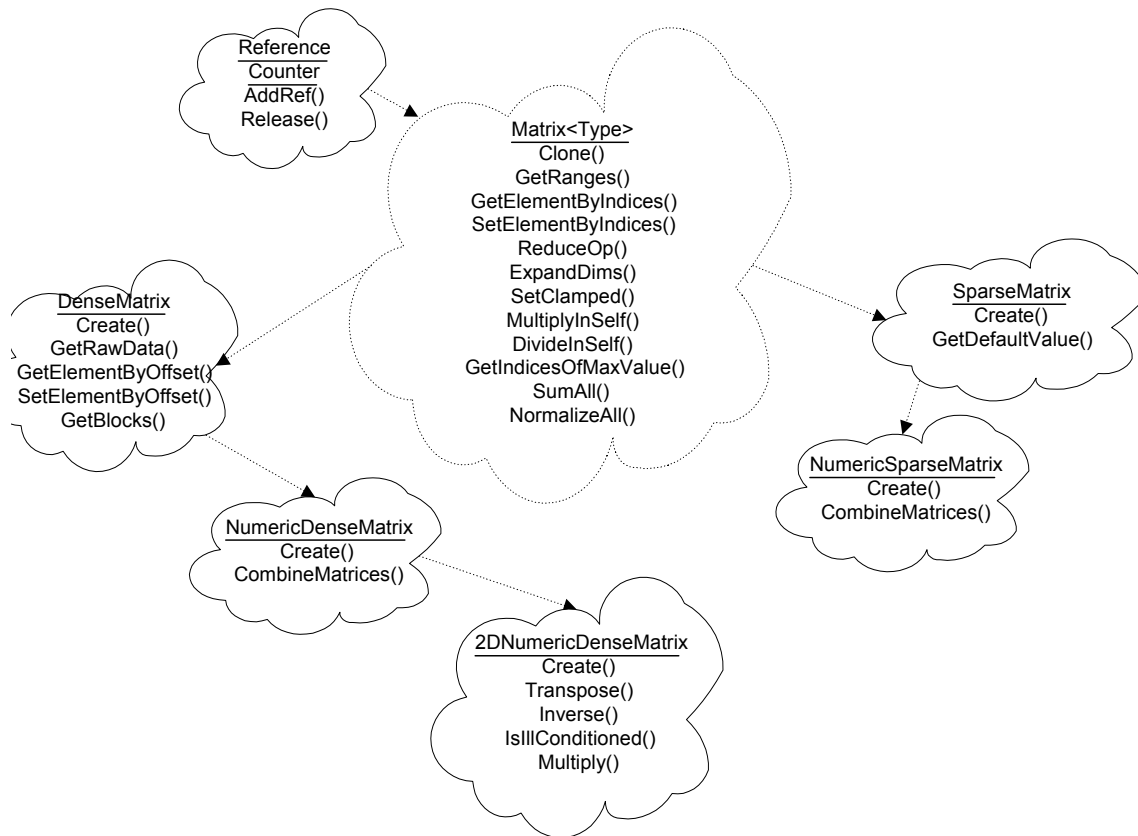 Reference
Counter
AddRef()
Release()
Matrix<Type>
Clone()
GetRanges()
GetElementByIndices()
SetElementByIndices()
ReduceOp()
ExpandDims()
SetClamped()
MultiplyInSelf()
DivideInSelf()
GetIndicesOfMaxValue()
SumAll()
NormalizeAll()
DenseMatrix
Create()
GetRawData()
GetElementByOffset()
SetElementByOffset()
GetBlocks()
SparseMatrix
Create()
GetDefaultValue()
NumericSparseMatrix
Create()
CombineMatrices()
NumericDenseMatrix
Create()
CombineMatrices()
2DNumericDenseMatrix
Create()
Transpose()
Inverse()
IsIllConditioned()
Multiply()